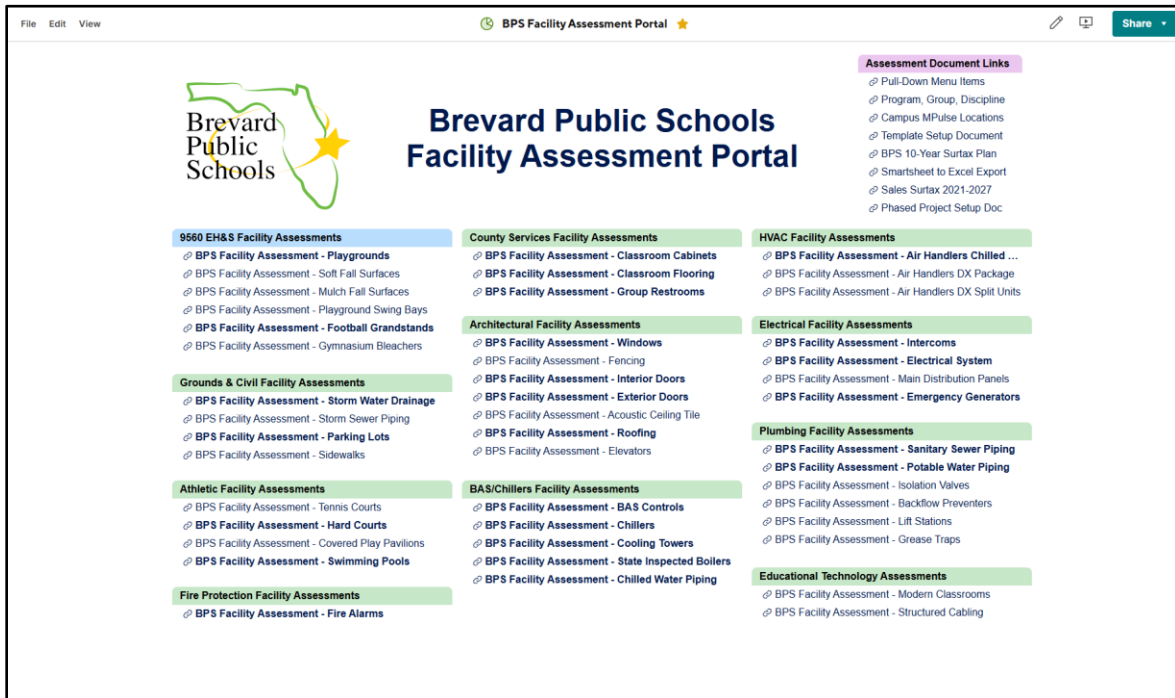 File Edit View
BPS Facility Assessment Portal
Share
Brevard
Public
Schools
Brevard Public Schools
Facility Assessment Portal
Assessment Document Links
Pull-Down Menu Items
Program, Group, Discipline
Campus MPulse Locations
Template Setup Document
BPS 10-Year Surtax Plan
Smartsheet to Excel Export
Sales Surtax 2021-2027
Phased Project Setup Doc
9560 EH&S Facility Assessments
BPS Facility Assessment - Playgrounds
BPS Facility Assessment - Soft Fall Surfaces
BPS Facility Assessment - Mulch Fall Surfaces
BPS Facility Assessment - Playground Swing Bays
BPS Facility Assessment - Football Grandstands
BPS Facility Assessment - Gymnasium Bleachers
Grounds & Civil Facility Assessments
BPS Facility Assessment - Storm Water Drainage
BPS Facility Assessment - Storm Sewer Piping
BPS Facility Assessment - Parking Lots
BPS Facility Assessment - Sidewalks
Athletic Facility Assessments
BPS Facility Assessment - Tennis Courts
BPS Facility Assessment - Hard Courts
BPS Facility Assessment - Covered Play Pavilions
BPS Facility Assessment - Swimming Pools
Fire Protection Facility Assessments
BPS Facility Assessment - Fire Alarms
County Services Facility Assessments
BPS Facility Assessment - Classroom Cabinets
BPS Facility Assessment - Classroom Flooring
BPS Facility Assessment - Group Restrooms
Architectural Facility Assessments
BPS Facility Assessment - Windows
BPS Facility Assessment - Fencing
BPS Facility Assessment - Interior Doors
BPS Facility Assessment - Exterior Doors
BPS Facility Assessment - Acoustic Ceiling Tile
BPS Facility Assessment - Roofing
BPS Facility Assessment - Elevators
BAS/Chillers Facility Assessments
BPS Facility Assessment - BAS Controls
BPS Facility Assessment - Chillers
BPS Facility Assessment - Cooling Towers
BPS Facility Assessment - State Inspected Boilers
BPS Facility Assessment - Chilled Water Piping
HVAC Facility Assessments
BPS Facility Assessment - Air Handlers Chilled ...
BPS Facility Assessment - Air Handlers DX Package
BPS Facility Assessment - Air Handlers DX Split Units
Electrical Facility Assessments
BPS Facility Assessment - Intercoms
BPS Facility Assessment - Electrical System
BPS Facility Assessment - Main Distribution Panels
BPS Facility Assessment - Emergency Generators
Plumbing Facility Assessments
BPS Facility Assessment - Sanitary Sewer Piping
BPS Facility Assessment - Potable Water Piping
BPS Facility Assessment - Isolation Valves
BPS Facility Assessment - Backflow Preventers
BPS Facility Assessment - Lift Stations
BPS Facility Assessment - Grease Traps
Educational Technology Assessments
BPS Facility Assessment - Modern Classrooms
BPS Facility Assessment - Structured Cabling